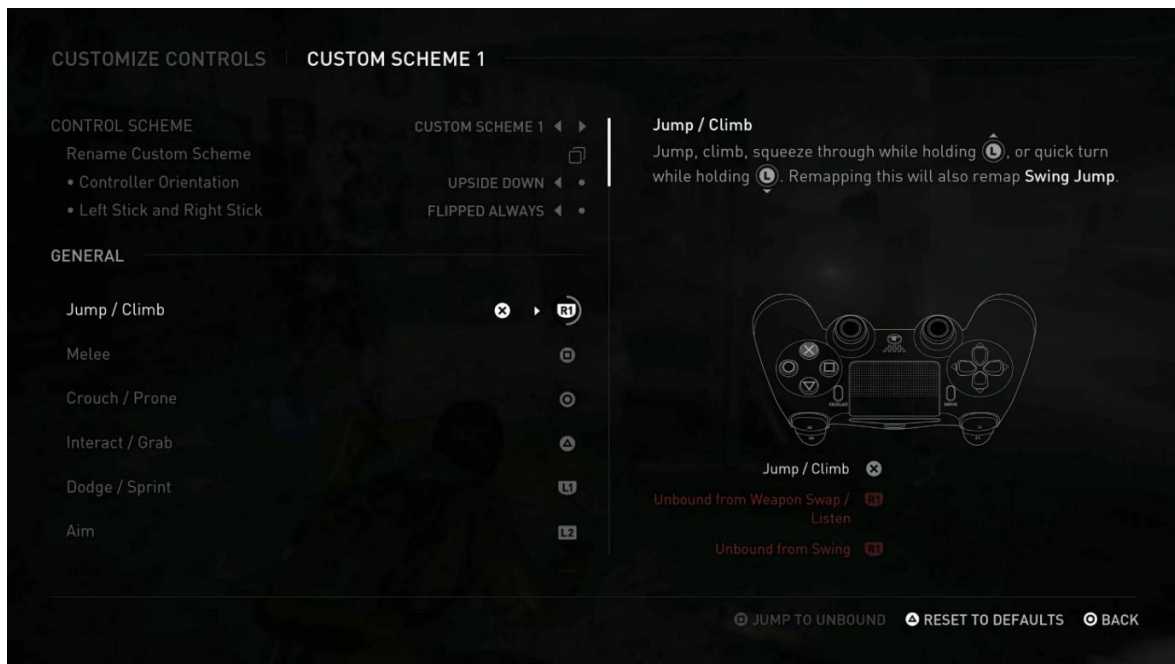 CUSTOMIZE CONTROLS CUSTOM SCHEME 1
CONTROL SCHEME CUSTOM SCHEME 1
Rename Custom Scheme
• Controller Orientation UPSIDE DOWN
• Left Stick and Right Stick FLIPPED ALWAYS
GENERAL
Jump / Climb R1
Melee
Crouch / Prone
Interact / Grab
Dodge / Sprint L1
Aim L2
Jump / Climb
Jump, climb, squeeze through while holding L, or quick turn
while holding L. Remapping this will also remap Swing Jump.
Jump / Climb
Unbound from Weapon Swap / R1
Listen
Unbound from Swing R1
JUMP TO UNBOUND RESET TO DEFAULTS BACK